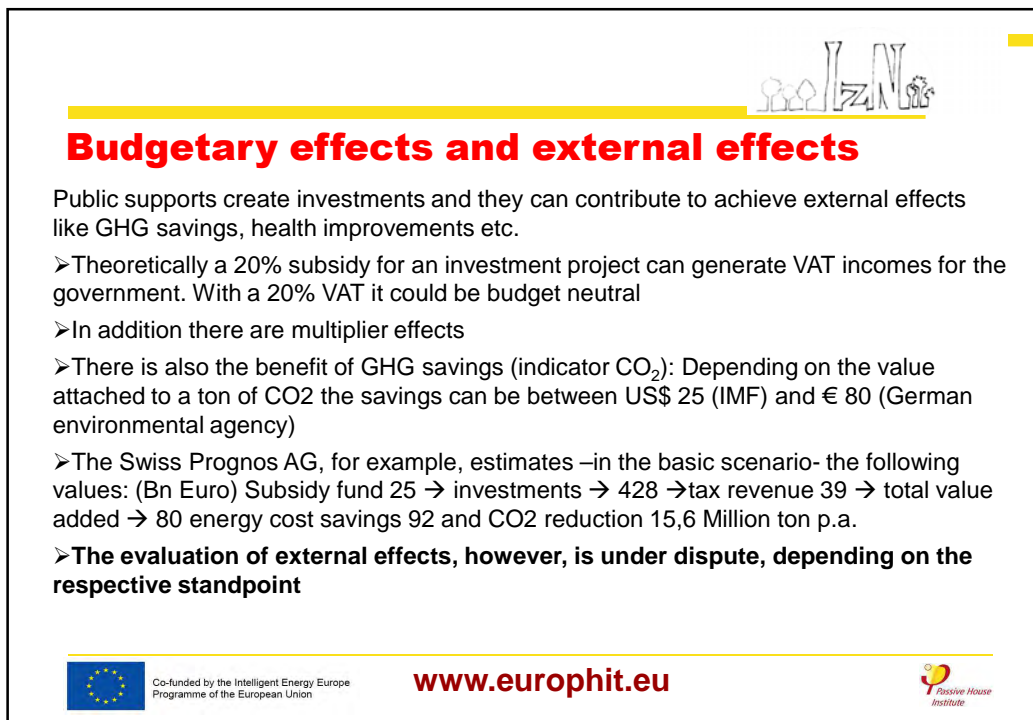 IzN
Budgetary effects and external effects
Public supports create investments and they can contribute to achieve external effects
like GHG savings, health improvements etc.
➢Theoretically a 20% subsidy for an investment project can generate VAT incomes for the
government. With a 20% VAT it could be budget neutral
➢In addition there are multiplier effects
➢There is also the benefit of GHG savings (indicator CO₂): Depending on the value
attached to a ton of CO2 the savings can be between US$ 25 (IMF) and € 80 (German
environmental agency)
➢The Swiss Prognos AG, for example, estimates –in the basic scenario- the following
values: (Bn Euro) Subsidy fund 25 → investments → 428 →tax revenue 39 → total value
added → 80 energy cost savings 92 and CO2 reduction 15,6 Million ton p.a.
➢The evaluation of external effects, however, is under dispute, depending on the
respective standpoint
Co-funded by the Intelligent Energy Europe
Programme of the European Union
www.europhit.eu
Passive House
Institute